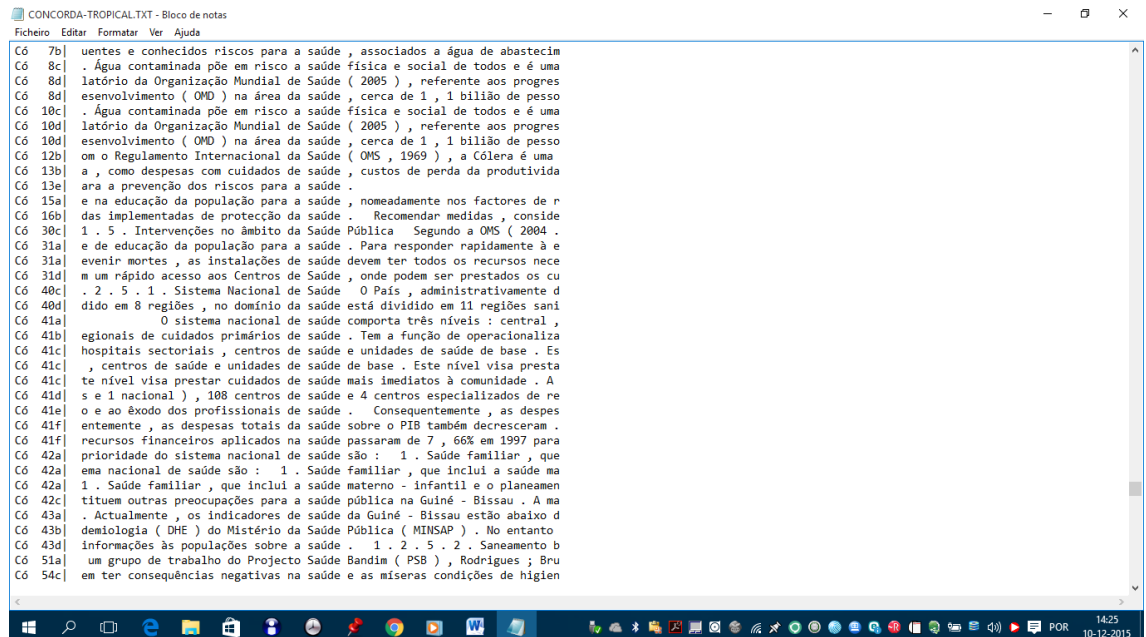 CONCORDA-TROPICAL.TXT - Bloco de notas
Ficheiro Editar Formatar Ver Ajuda
Có 7b| uentes e conhecidos riscos para a saúde , associados a água de abastecim
Có 8c| . Água contaminada põe em risco a saúde física e social de todos e é uma
Có 8d| latório da Organização Mundial de Saúde ( 2005 ) , referente aos progres
Có 8d| esenvolvimento ( OMD ) na área da saúde , cerca de 1 , 1 bilião de pesso
Có 10c| . Água contaminada põe em risco a saúde física e social de todos e é uma
Có 10d| latório da Organização Mundial de Saúde ( 2005 ) , referente aos progres
Có 10d| esenvolvimento ( OMD ) na área da saúde , cerca de 1 , 1 bilião de pesso
Có 12b| om o Regulamento Internacional da Saúde ( OMS , 1969 ) , a Cólera é uma
Có 13b| a , como despesas com cuidados de saúde , custos de perda da produtivida
Có 13e| ara a prevenção dos riscos para a saúde .
Có 15a| e na educação da população para a saúde , nomeadamente nos factores de r
Có 16b| das implementadas de protecção da saúde . Recomendar medidas , conside
Có 30c| 1 . 5 . Intervenções no âmbito da Saúde Pública Segundo a OMS ( 2004 .
Có 31a| e de educação da população para a saúde . Para responder rapidamente à e
Có 31a| evenir mortes , as instalações de saúde devem ter todos os recursos nece
Có 31d| m um rápido acesso aos Centros de Saúde , onde podem ser prestados os cu
Có 40c| . 2 . 5 . 1 . Sistema Nacional de Saúde O País , administrativamente d
Có 40d| dido em 8 regiões , no domínio da saúde está dividido em 11 regiões sani
Có 41a| O sistema nacional de saúde comporta três níveis : central ,
Có 41b| egionais de cuidados primários de saúde . Tem a função de operacionaliza
Có 41c| hospitais sectoriais , centros de saúde e unidades de saúde de base . Es
Có 41c| , centros de saúde e unidades de saúde de base . Este nível visa presta
Có 41c| te nível visa prestar cuidados de saúde mais imediatos à comunidade . A
Có 41d| s e 1 nacional ) , 108 centros de saúde e 4 centros especializados de re
Có 41e| o e ao êxodo dos profissionais de saúde . Consequentemente , as despes
Có 41f| entemente , as despesas totais da saúde sobre o PIB também decresceram .
Có 41f| recursos financeiros aplicados na saúde passaram de 7 , 66% em 1997 para
Có 42a| prioridade do sistema nacional de saúde são : 1 . Saúde familiar , que
Có 42a| ema nacional de saúde são : 1 . Saúde familiar , que inclui a saúde ma
Có 42a| 1 . Saúde familiar , que inclui a saúde materno - infantil e o planeamen
Có 42c| tituem outras preocupações para a saúde pública na Guiné - Bissau . A ma
Có 43a| . Actualmente , os indicadores de saúde da Guiné - Bissau estão abaixo d
Có 43b| demiologia ( DHE ) do Mistério da Saúde Pública ( MINSAP ) . No entanto
Có 43d| informações às populações sobre a saúde . 1 . 2 . 5 . 2 . Saneamento b
Có 51a| um grupo de trabalho do Projecto Saúde Bandim ( PSB ) , Rodrigues ; Bru
Có 54c| em ter consequências negativas na saúde e as míseras condições de higien
POR
14:25
10-12-2015